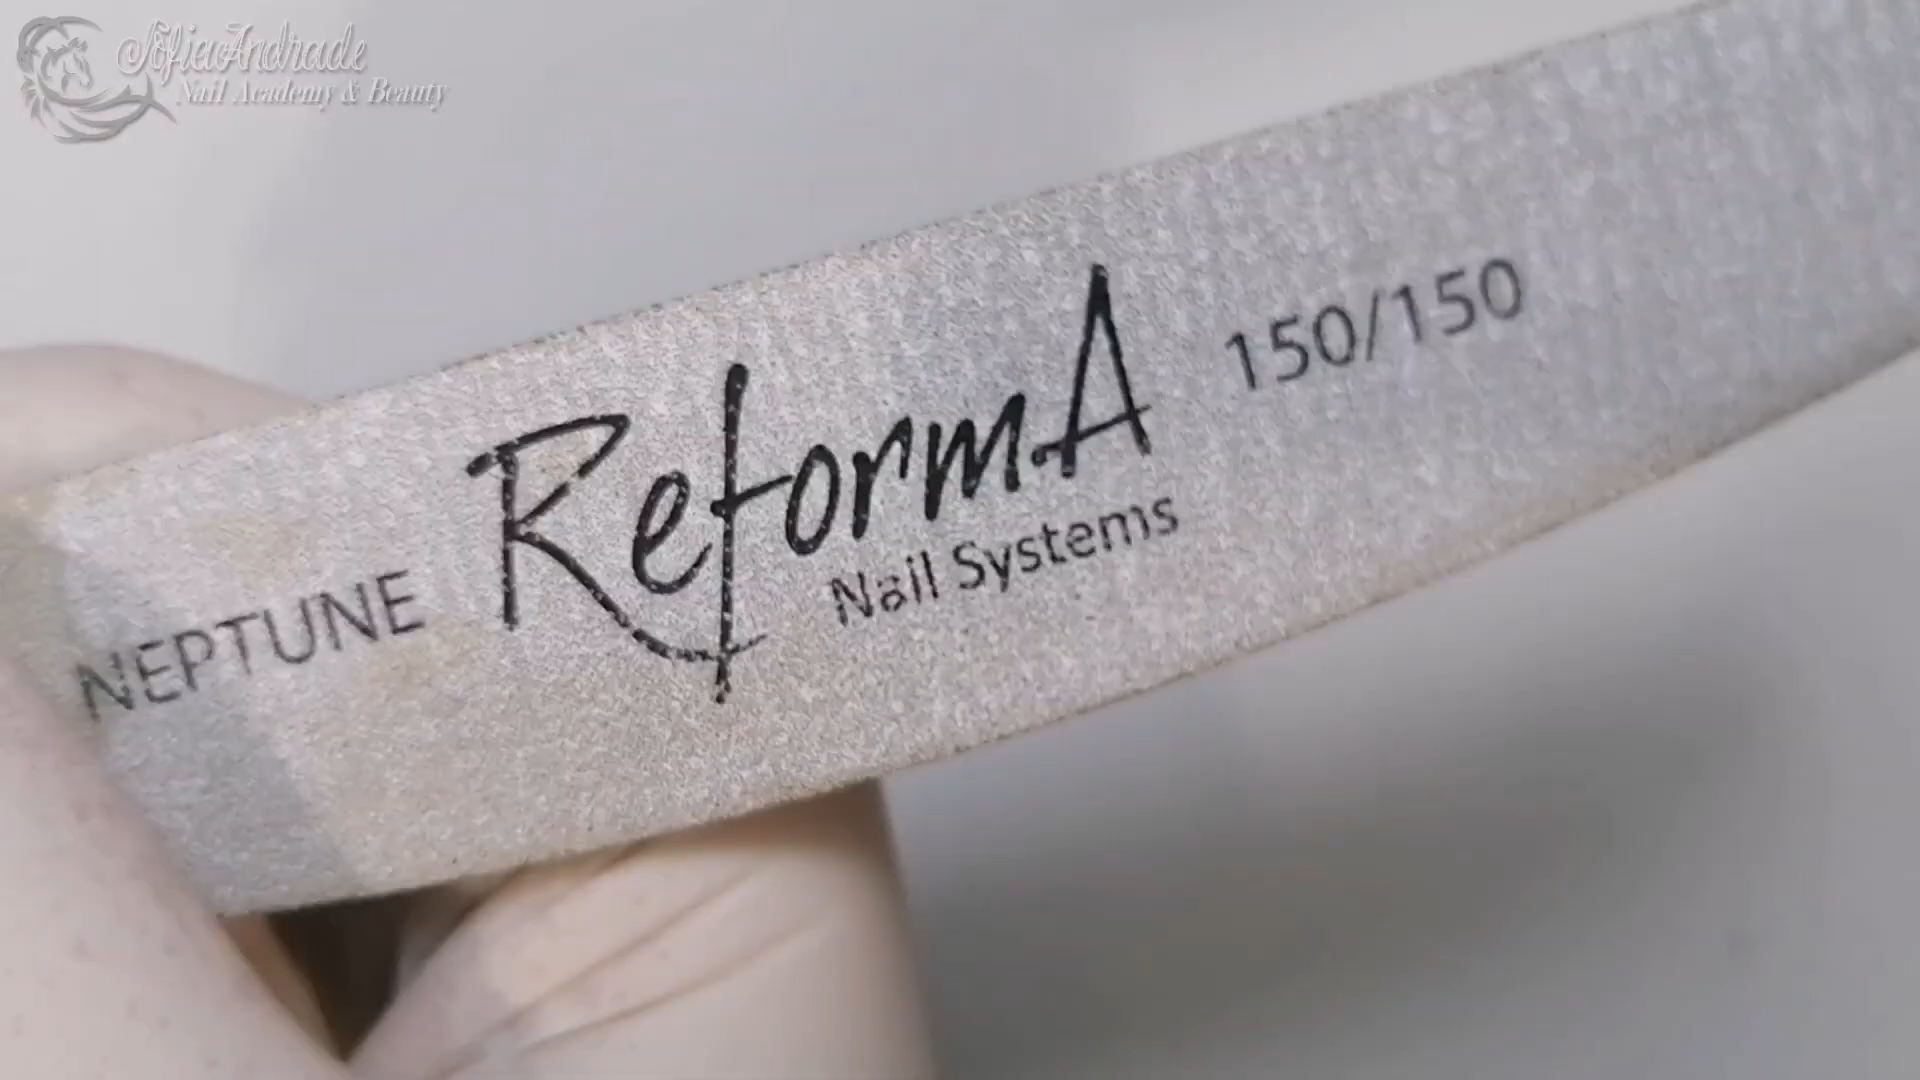 SofiaAndrade
Nail Academy & Beauty
NEPTUNE
ReformA
150/150
Nail Systems